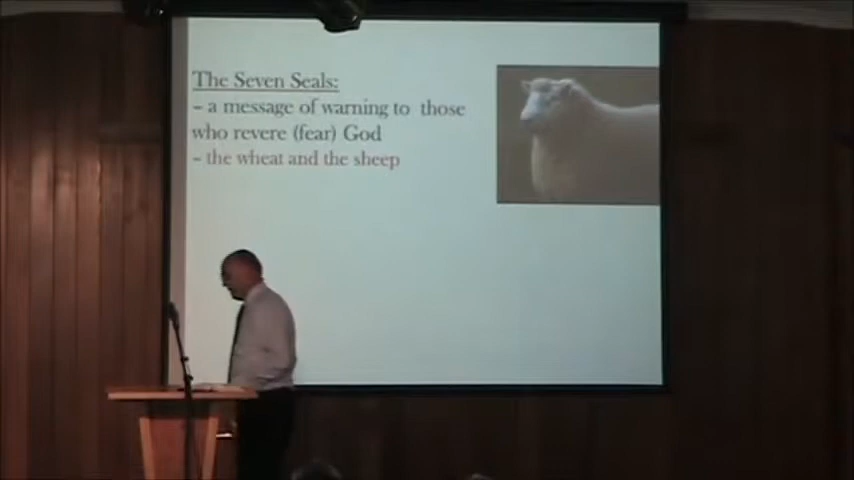 The Seven Seals:
– a message of warning to those
who revere (fear) God
– the wheat and the sheep